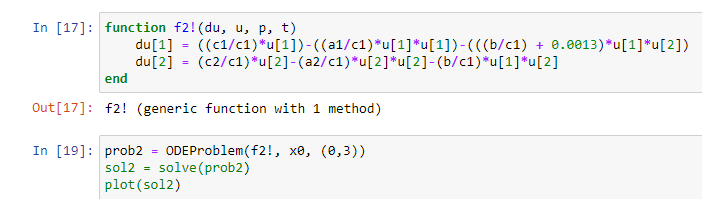 In [17]: function f2!(du, u, p, t)
du[1] = ((c1/c1)*u[1])-((a1/c1)*u[1]*u[1])-(((b/c1) + 0.0013)*u[1]*u[2])
du[2] = (c2/c1)*u[2]-(a2/c1)*u[2]*u[2]-(b/c1)*u[1]*u[2]
end
Out[17]: f2! (generic function with 1 method)
In [19]: prob2 = ODEProblem(f2!, x0, (0,3))
sol2 = solve(prob2)
plot(sol2)